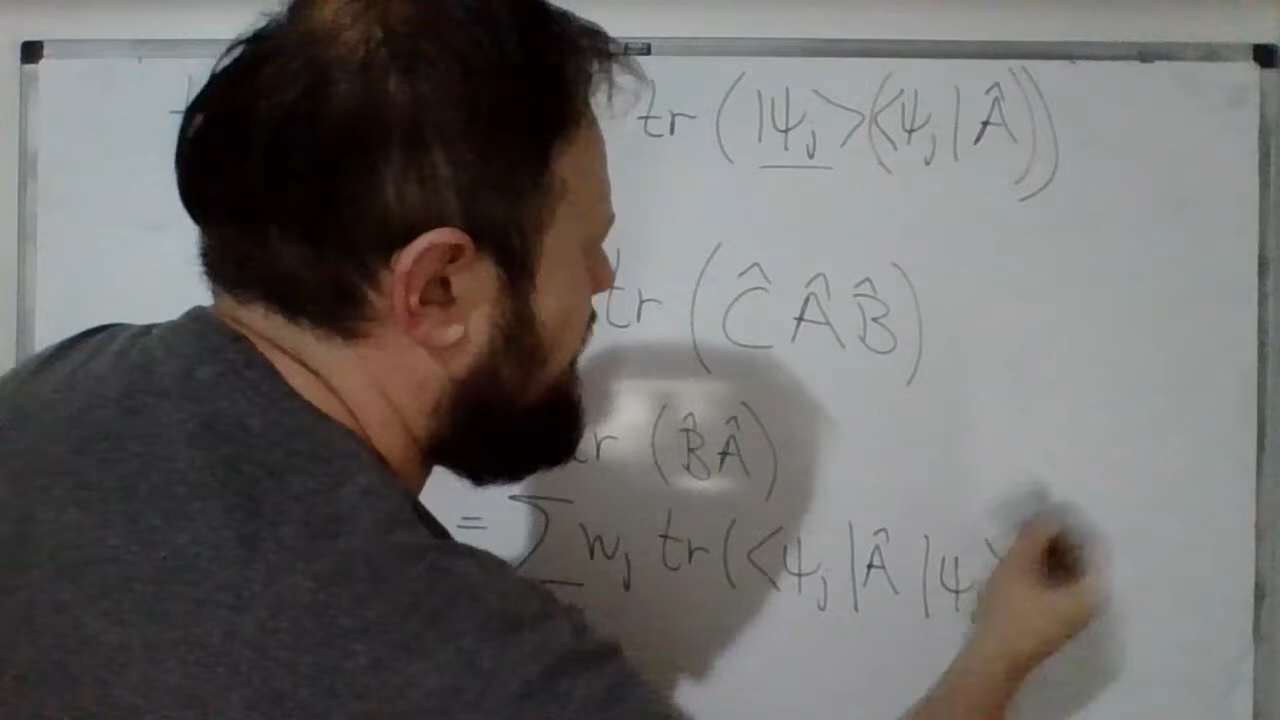 tr (|ψⱼ><ψⱼ|Â))
tr (Ĉ Â B̂)
tr (B̂Â)
= ∑ wⱼ tr(<ψⱼ|Â|ψ